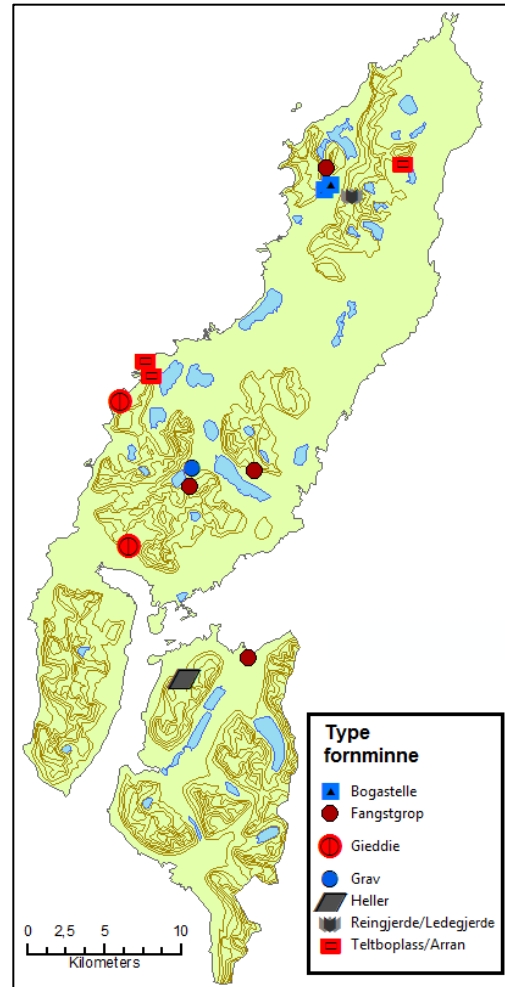 Type
fornminne
Bogastelle
Fangstgrop
Gieddie
Grav
Heller
Reingjerde/Ledegjerde
Teltboplass/Arran
0 2,5 5 10
Kilometers